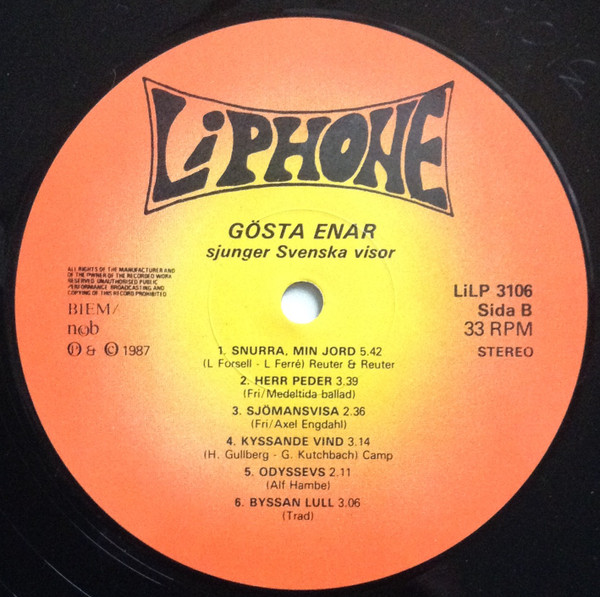 LiPHONE
GÖSTA ENAR
sjunger Svenska visor
ALL RIGHTS OF THE MANUFACTURER AND
OF THE OWNER OF THE RECORDED WORK
RESERVED UNAUTHORISED PUBLIC
PERFORMANCE BROADCASTING AND
COPYING OF THIS RECORD PROHIBITED
BIEM/
ncb
Ⓟ & © 1987
LiLP 3106
Sida B
33 RPM
STEREO
1. SNURRA, MIN JORD 5.42
(L Forsell - L Ferré) Reuter & Reuter
2. HERR PEDER 3.39
(Fri/Medeltida ballad)
3. SJÖMANSVISA 2.36
(Fri/Axel Engdahl)
4. KYSSANDE VIND 3.14
(H. Gullberg - G. Kutchbach) Camp
5. ODYSSEVS 2.11
(Alf Hambe)
6. BYSSAN LULL 3.06
(Trad)